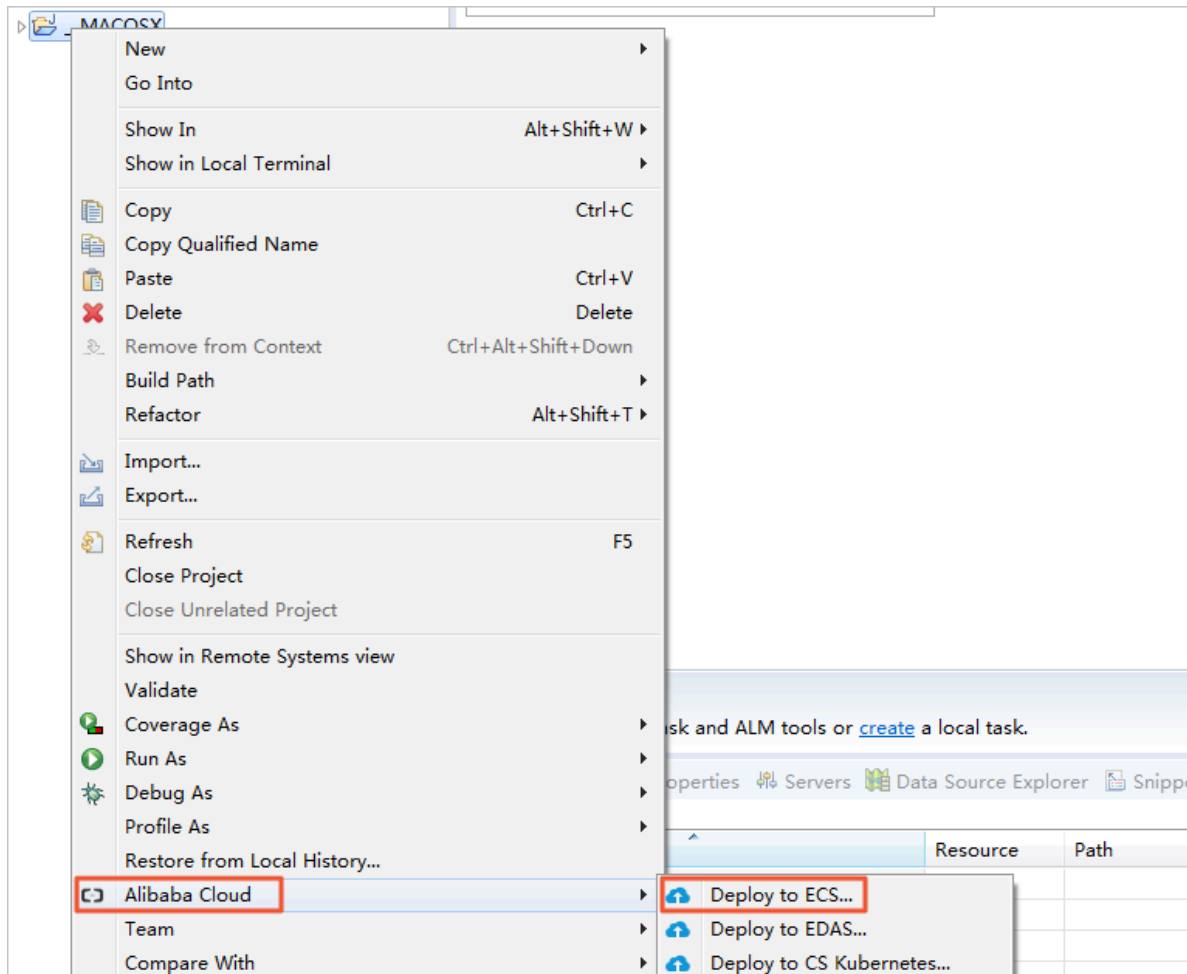 _MACOSX
New
Go Into
Show In Alt+Shift+W
Show in Local Terminal
Copy Ctrl+C
Copy Qualified Name
Paste Ctrl+V
Delete Delete
Remove from Context Ctrl+Alt+Shift+Down
Build Path
Refactor Alt+Shift+T
Import...
Export...
Refresh F5
Close Project
Close Unrelated Project
Show in Remote Systems view
Validate
Coverage As
sk and ALM tools or create a local task.
Run As
Debug As
operties Servers Data Source Explorer Snipp
Profile As
Restore from Local History...
Resource Path
Alibaba Cloud
Deploy to ECS...
Team
Deploy to EDAS...
Compare With
Deploy to CS Kubernetes...